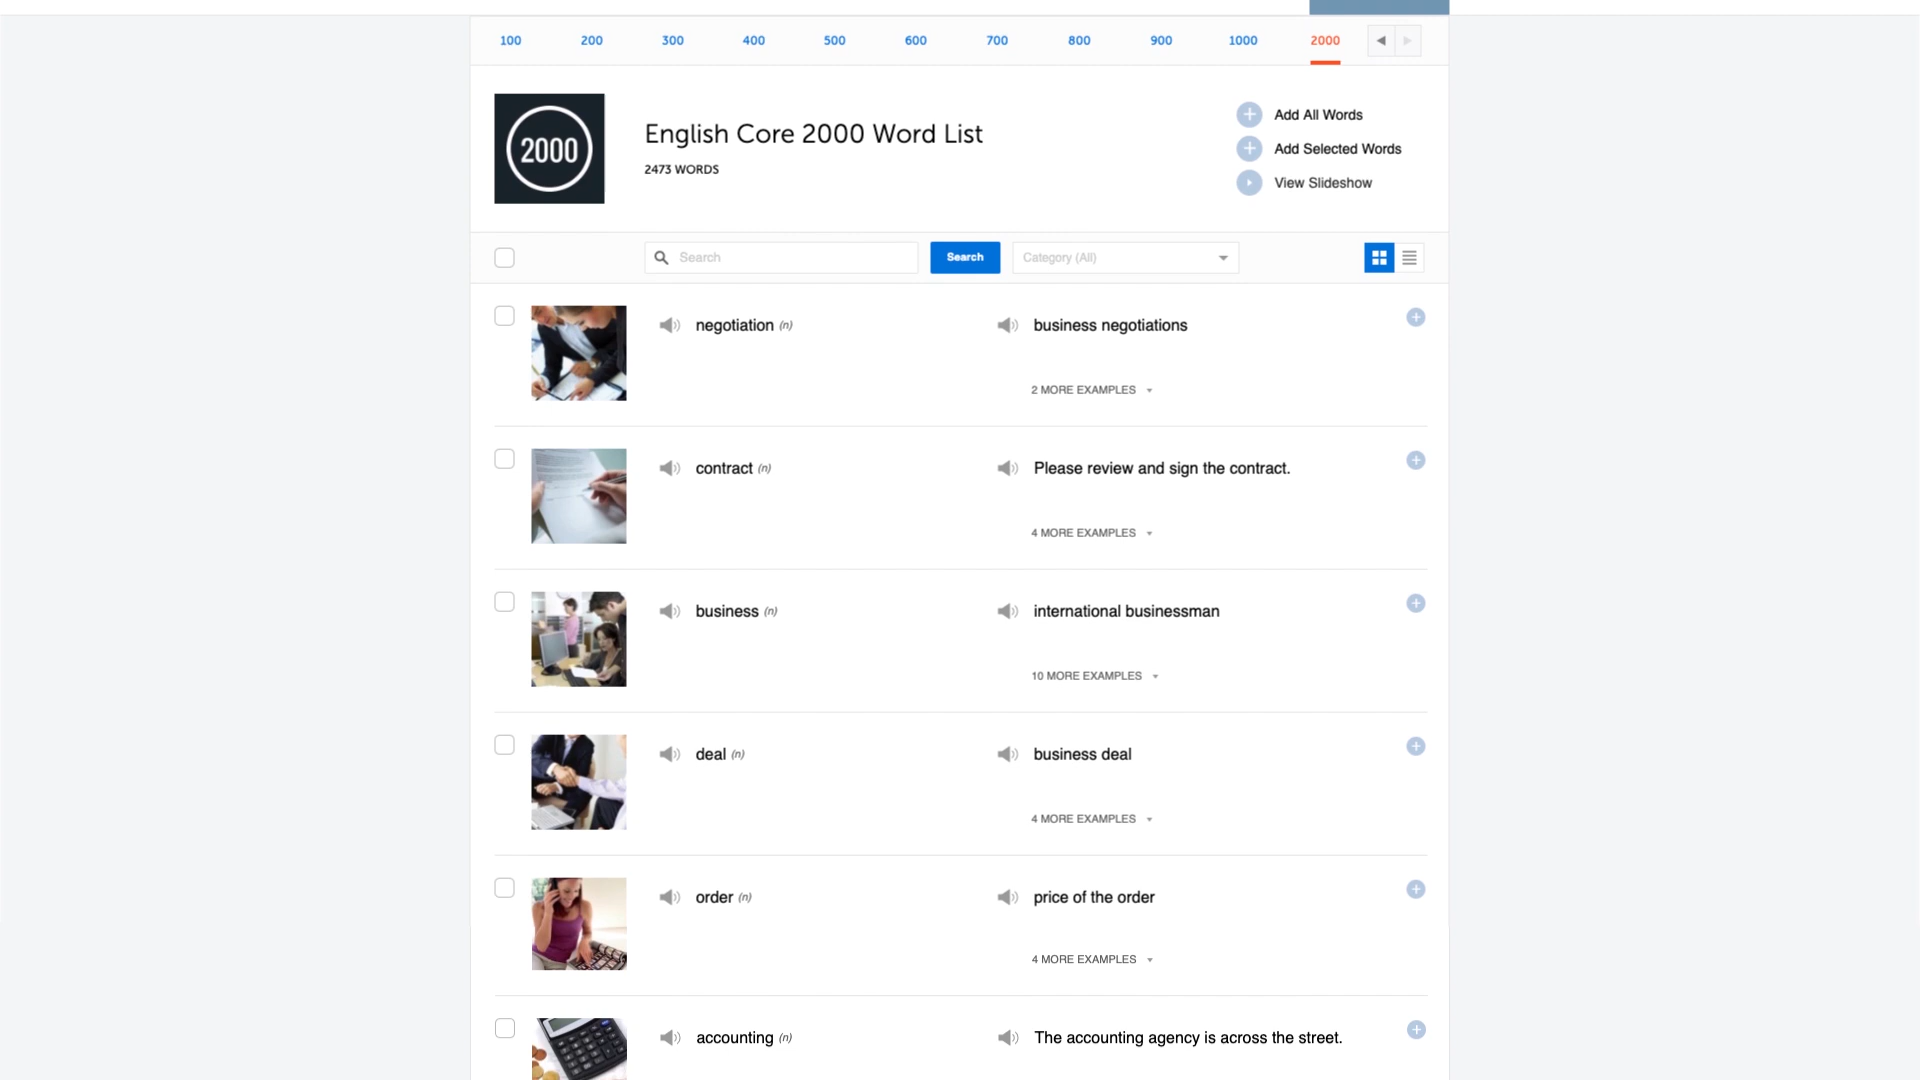 100 200 300 400 500 600 700 800 900 1000 2000
2000
English Core 2000 Word List
2473 WORDS
Add All Words
Add Selected Words
View Slideshow
Search Search Category (All)
negotiation (n) business negotiations
2 MORE EXAMPLES
contract (n) Please review and sign the contract.
4 MORE EXAMPLES
business (n) international businessman
10 MORE EXAMPLES
deal (n) business deal
4 MORE EXAMPLES
order (n) price of the order
4 MORE EXAMPLES
accounting (n) The accounting agency is across the street.